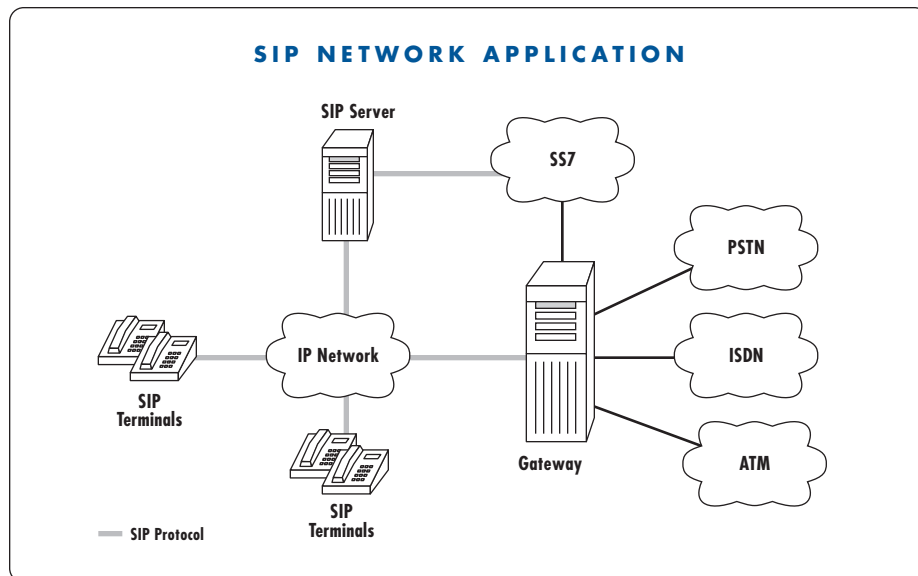 SIP NETWORK APPLICATION
SIP Server
SS7
PSTN
IP Network
ISDN
SIP
Terminals
Gateway
ATM
SIP
Terminals
SIP Protocol